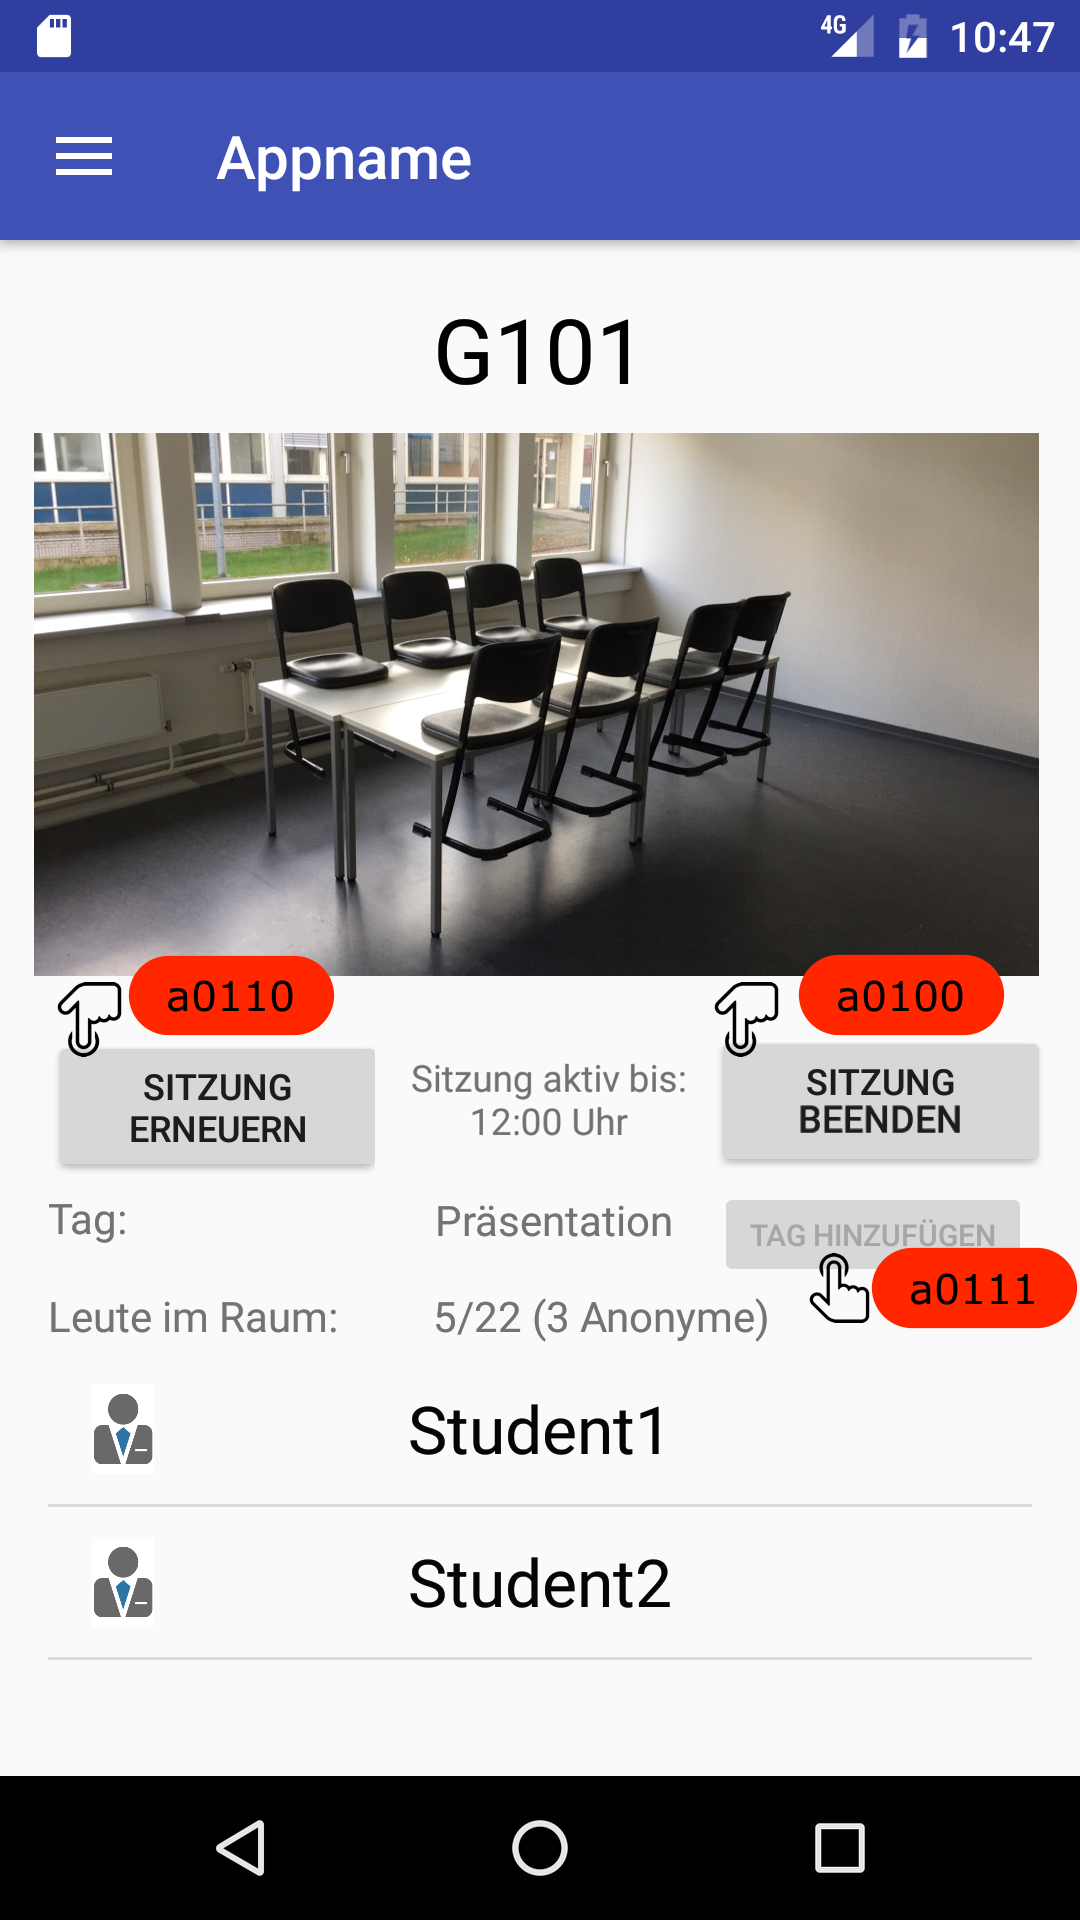 4G 10:47
Appname
G101
a0110
a0100
SITZUNG
ERNEUERN
Sitzung aktiv bis:
12:00 Uhr
SITZUNG
BEENDEN
Tag:
Präsentation
TAG HINZUFÜGEN
a0111
Leute im Raum:
5/22 (3 Anonyme)
Student1
Student2